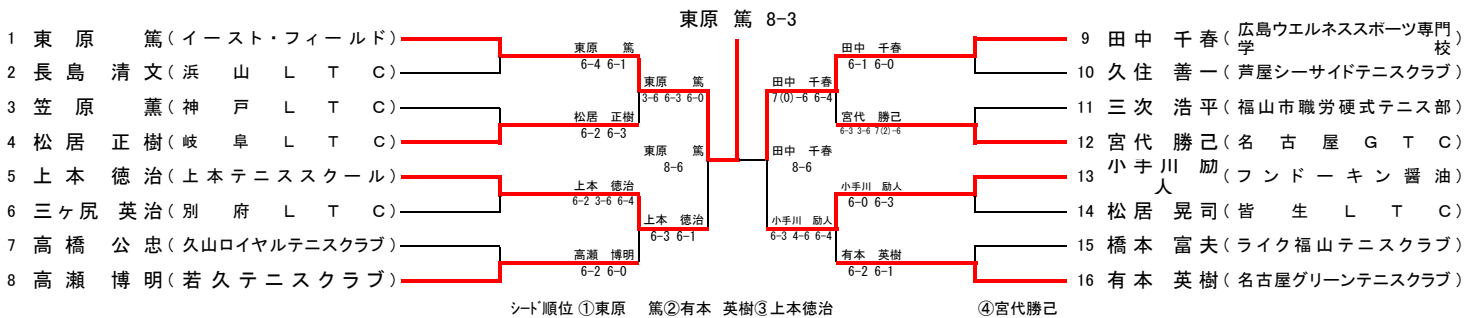 東原 篤 8-3
1 東原 篤(イースト・フィールド)
2 長島 清文(浜山LTC)
3 笠原 薫(神戸LTC)
4 松居 正樹(岐阜LTC)
5 上本 徳治(上本テニススクール)
6 三ヶ尻 英治(別府LTC)
7 高橋 公忠(久山ロイヤルテニスクラブ)
8 高瀬 博明(若久テニスクラブ)
東原 篤
6-4 6-1
松居 正樹
6-2 6-3
上本 徳治
6-2 3-6 6-4
高瀬 博明
6-2 6-0
東原 篤
3-6 6-3 6-0
上本 徳治
6-3 6-1
東原 篤
8-6
田中 千春
8-6
田中 千春
7(0)-6 6-4
小手川 励人
6-3 4-6 6-4
田中 千春
6-1 6-0
宮代 勝己
6-3 3-6 7(2)-6
小手川 励人
6-0 6-3
有本 英樹
6-2 6-1
9 田中 千春(広島ウエルネススポーツ専門
学校)
10 久住 善一(芦屋シーサイドテニスクラブ)
11 三次 浩平(福山市職労硬式テニス部)
12 宮代 勝己(名古屋GTC)
13 小手川 励
人(フンドーキン醤油)
14 松居 晃司(皆生LTC)
15 橋本 富夫(ライク福山テニスクラブ)
16 有本 英樹(名古屋グリーンテニスクラブ)
シード順位 ①東原 篤②有本 英樹③上本徳治 ④宮代勝己